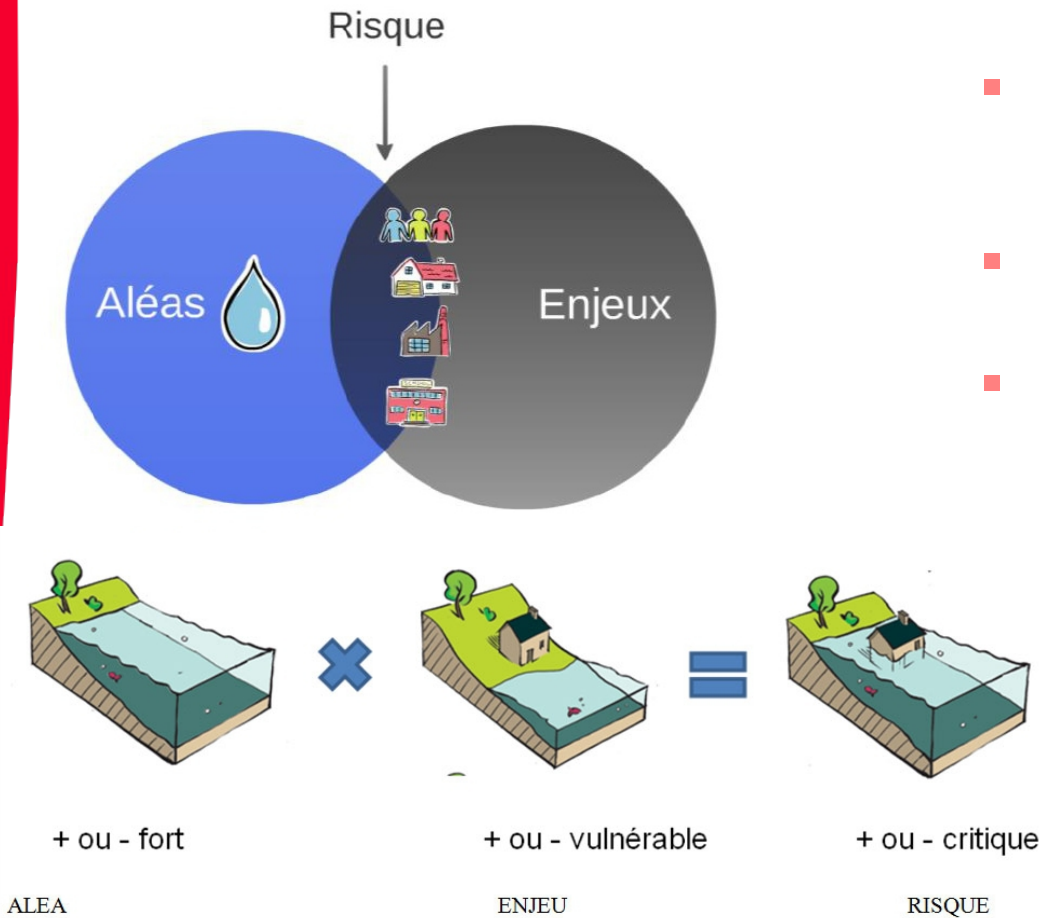 Risque
Aléas
Enjeux
+ ou - fort
+ ou - vulnérable
+ ou - critique
ALEA
ENJEU
RISQUE